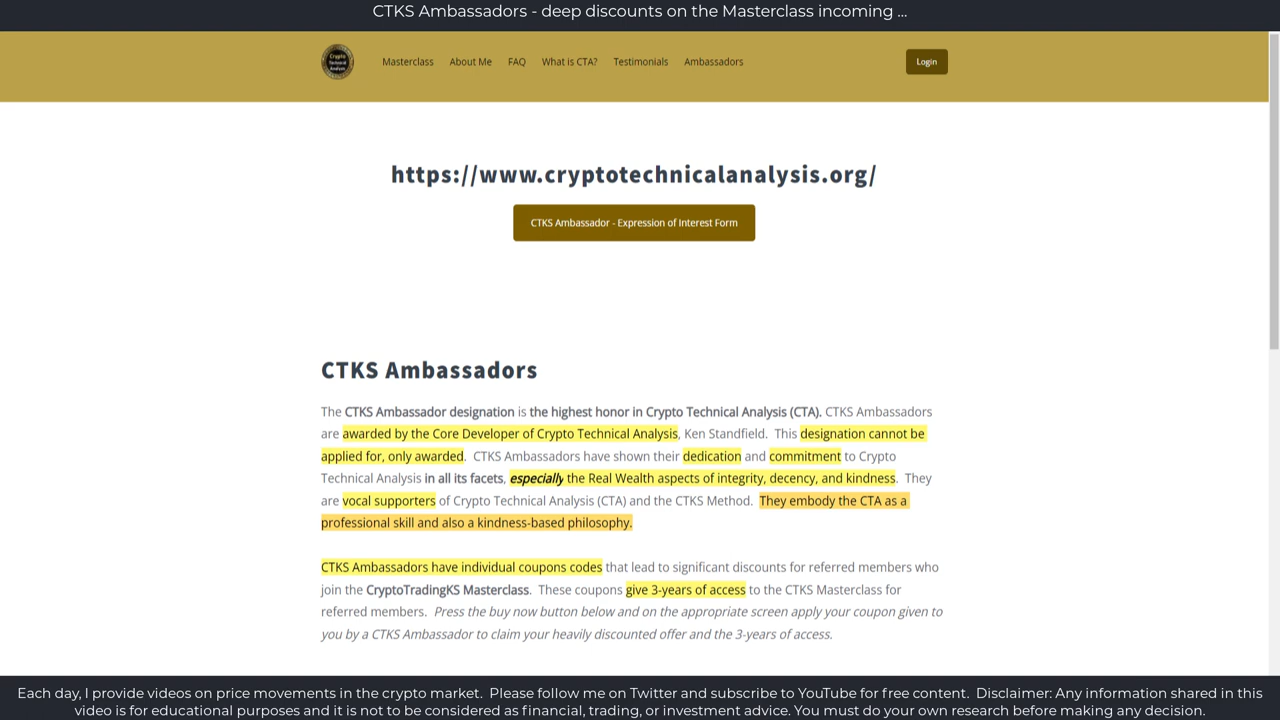 CTKS Ambassadors - deep discounts on the Masterclass incoming ...
Crypto
Technical
Analysis
Masterclass About Me FAQ What is CTA? Testimonials Ambassadors Login
https://www.cryptotechnicalanalysis.org/
CTKS Ambassador - Expression of Interest Form
CTKS Ambassadors
The CTKS Ambassador designation is the highest honor in Crypto Technical Analysis (CTA). CTKS Ambassadors
are awarded by the Core Developer of Crypto Technical Analysis, Ken Standfield. This designation cannot be
applied for, only awarded. CTKS Ambassadors have shown their dedication and commitment to Crypto
Technical Analysis in all its facets, especially the Real Wealth aspects of integrity, decency, and kindness. They
are vocal supporters of Crypto Technical Analysis (CTA) and the CTKS Method. They embody the CTA as a
professional skill and also a kindness-based philosophy.
CTKS Ambassadors have individual coupons codes that lead to significant discounts for referred members who
join the CryptoTradingKS Masterclass. These coupons give 3-years of access to the CTKS Masterclass for
referred members. Press the buy now button below and on the appropriate screen apply your coupon given to
you by a CTKS Ambassador to claim your heavily discounted offer and the 3-years of access.
Each day, I provide videos on price movements in the crypto market. Please follow me on Twitter and subscribe to YouTube for free content. Disclaimer: Any information shared in this
video is for educational purposes and it is not to be considered as financial, trading, or investment advice. You must do your own research before making any decision.